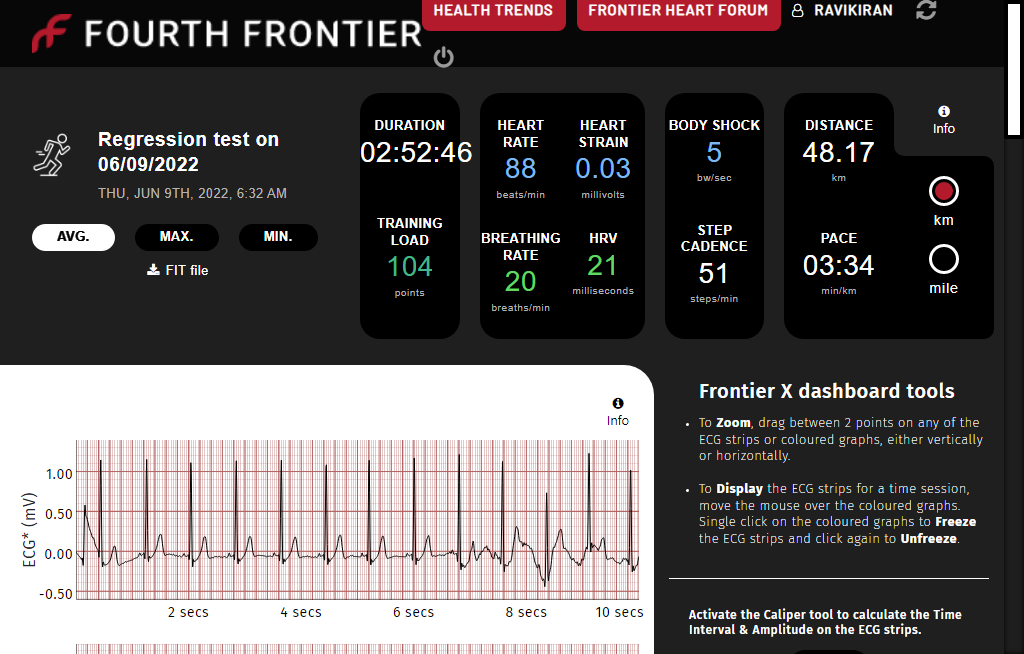 FOURTH FRONTIER
HEALTH TRENDS
FRONTIER HEART FORUM
RAVIKIRAN
Regression test on
06/09/2022
THU, JUN 9TH, 2022, 6:32 AM
AVG.
MAX.
MIN.
FIT file
DURATION
02:52:46
TRAINING
LOAD
104
points
HEART
RATE
88
beats/min
HEART
STRAIN
0.03
millivolts
BREATHING
RATE
20
breaths/min
HRV
21
milliseconds
BODY SHOCK
5
bw/sec
STEP
CADENCE
51
steps/min
DISTANCE
48.17
km
PACE
03:34
min/km
Info
km
mile
Info
ECG* (mV)
1.00
0.50
0.00
-0.50
2 secs
4 secs
6 secs
8 secs
10 secs
Frontier X dashboard tools
• To Zoom, drag between 2 points on any of the
ECG strips or coloured graphs, either vertically
or horizontally.
• To Display the ECG strips for a time session,
move the mouse over the coloured graphs.
Single click on the coloured graphs to Freeze
the ECG strips and click again to Unfreeze.
Activate the Caliper tool to calculate the Time
Interval & Amplitude on the ECG strips.